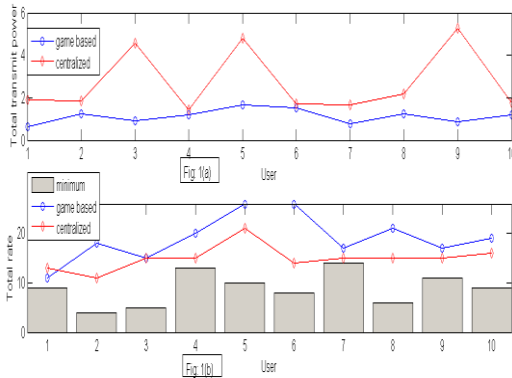 Total transmit power
6
4
2
0
game based
centralized
1 2 3 4 5 6 7 8 9 10
Fig 1(a)
User
Total rate
20
10
0
minimum
game based
centralized
1 2 3 4 5 6 7 8 9 10
Fig: 1(b)
User